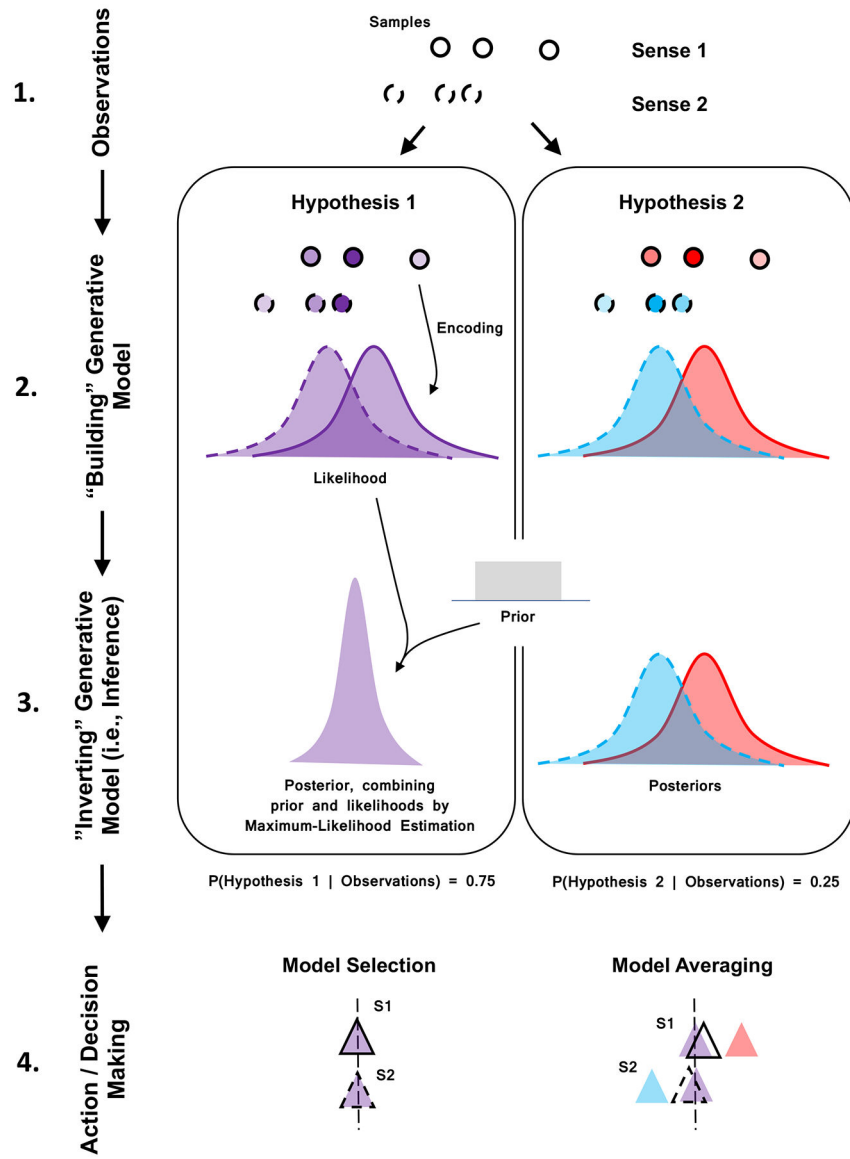 Samples
Sense 1
1.
Observations
Sense 2
Hypothesis 1
Hypothesis 2
Encoding
2.
“Building” Generative
Model
Likelihood
Prior
3.
”Inverting” Generative
Model (i.e., Inference)
Posterior, combining
prior and likelihoods by
Maximum-Likelihood Estimation
Posteriors
P(Hypothesis 1 | Observations) = 0.75
P(Hypothesis 2 | Observations) = 0.25
4.
Action / Decision
Making
Model Selection
S1
S2
Model Averaging
S1
S2